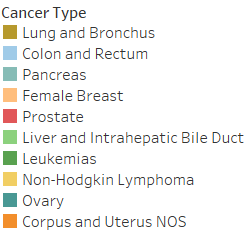 Cancer Type
Lung and Bronchus
Colon and Rectum
Pancreas
Female Breast
Prostate
Liver and Intrahepatic Bile Duct
Leukemias
Non-Hodgkin Lymphoma
Ovary
Corpus and Uterus NOS